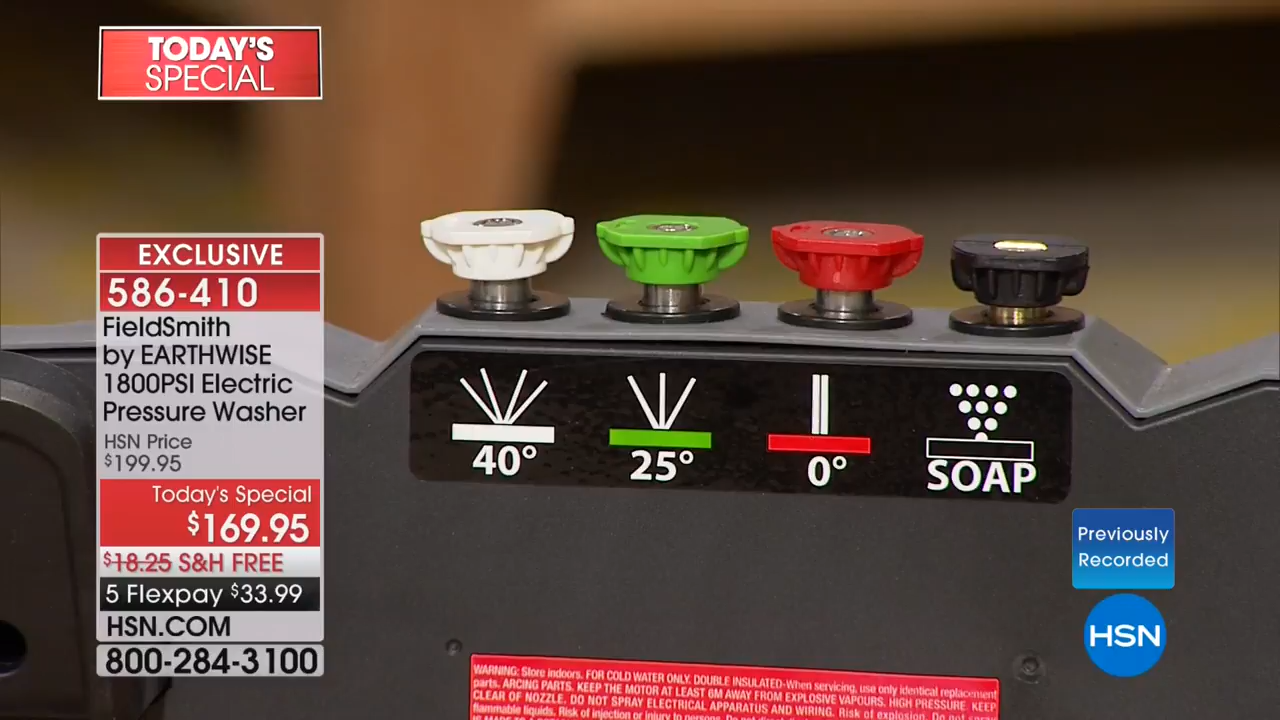 TODAY'S
SPECIAL
EXCLUSIVE
586-410
FieldSmith
by EARTHWISE
1800PSI Electric
Pressure Washer
HSN Price
$199.95
Today's Special
$169.95
$18.25 S&H FREE
5 Flexpay $33.99
HSN.COM
800-284-3100
40°
25°
0°
SOAP
Previously
Recorded
HSN
WARNING: Store indoors. FOR COLD WATER ONLY. DOUBLE INSULATED-When servicing, use only identical replacement
parts. ARCING PARTS. KEEP THE MOTOR AT LEAST 6M AWAY FROM EXPLOSIVE VAPOURS. HIGH PRESSURE. KEEP
CLEAR OF NOZZLE. DO NOT SPRAY ELECTRICAL APPARATUS AND WIRING. Risk of explosion. Do not spray
flammable liquids. Risk of injection or injury to persons. Do not